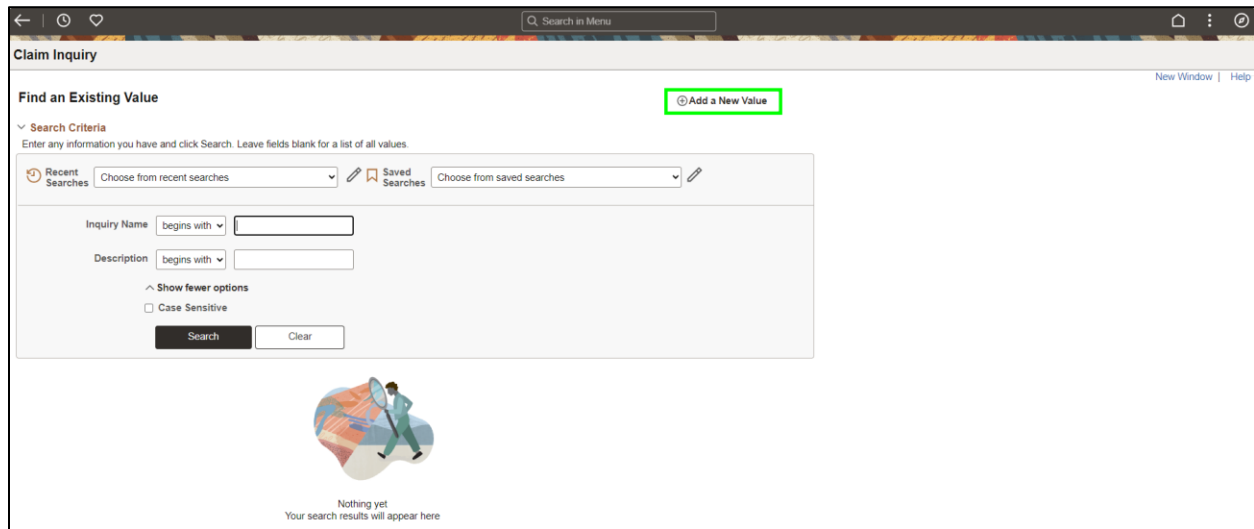 Search in Menu
Claim Inquiry
New Window | Help
Find an Existing Value
Add a New Value
Search Criteria
Enter any information you have and click Search. Leave fields blank for a list of all values.
Recent Searches
Choose from recent searches
Saved Searches
Choose from saved searches
Inquiry Name begins with
Description begins with
Show fewer options
Case Sensitive
Search Clear
Nothing yet
Your search results will appear here